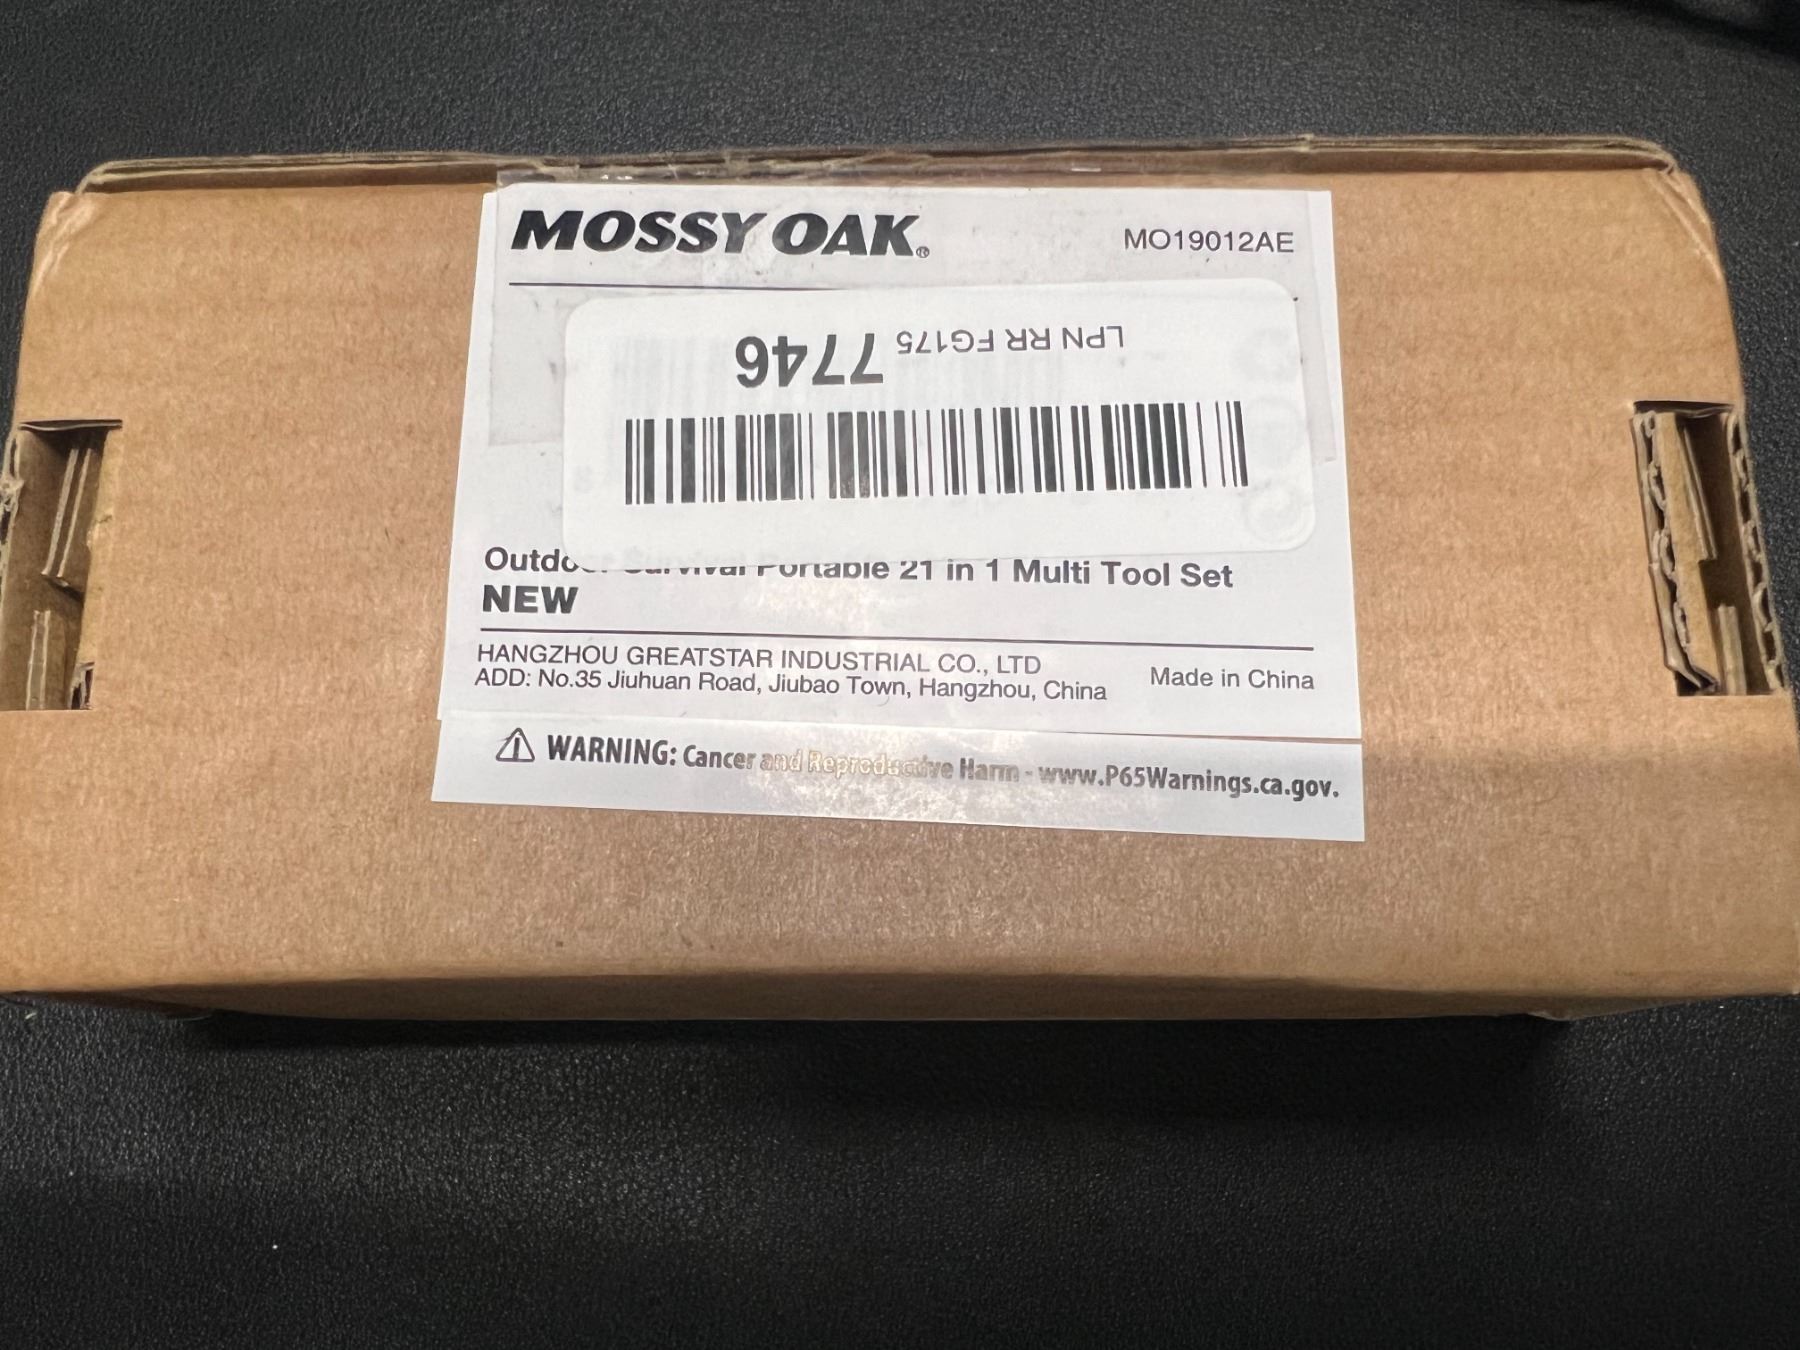 MOSSY OAK®
MO19012AE
LPN RR FG175 7746
Outdoor Survival Portable 21 in 1 Multi Tool Set
NEW
HANGZHOU GREATSTAR INDUSTRIAL CO., LTD
ADD: No.35 Jiuhuan Road, Jiubao Town, Hangzhou, China
Made in China
⚠ WARNING: Cancer and Reproductive Harm - www.P65Warnings.ca.gov.